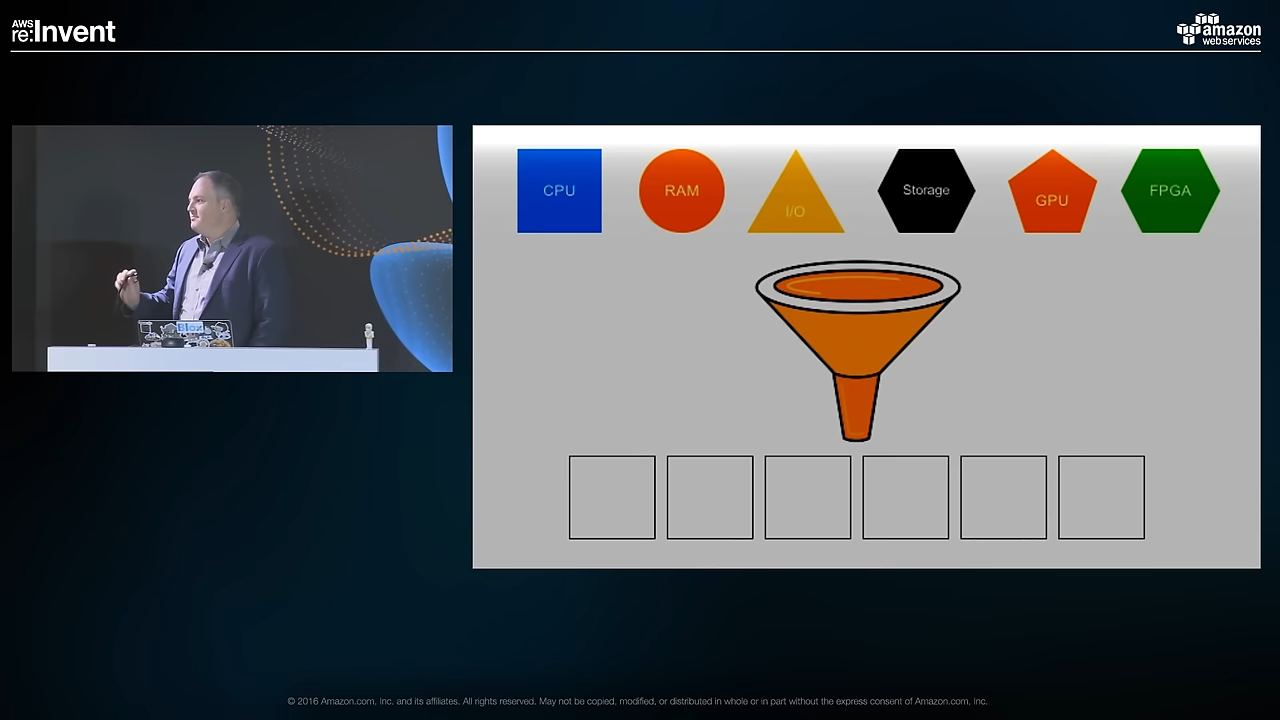 AWS
re:Invent
amazon
webservices
CPU
RAM
I/O
Storage
GPU
FPGA
Blox
© 2016 Amazon.com, Inc. and its affiliates. All rights reserved. May not be copied, modified, or distributed in whole or in part without the express consent of Amazon.com, Inc.